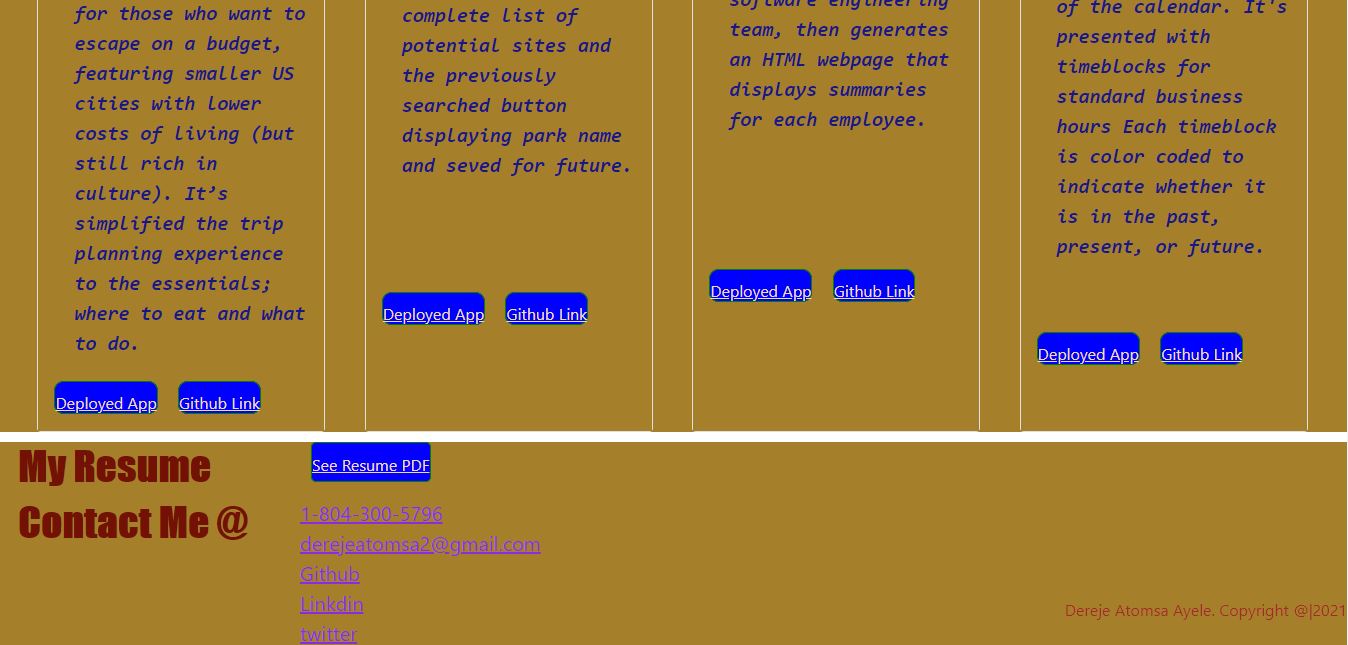 for those who want to
escape on a budget,
featuring smaller US
cities with lower
costs of living (but
still rich in
culture). It’s
simplified the trip
planning experience
to the essentials;
where to eat and what
to do.
Deployed App
Github Link
complete list of
potential sites and
the previously
searched button
displaying park name
and seved for future.
Deployed App
Github Link
software engineering
team, then generates
an HTML webpage that
displays summaries
for each employee.
Deployed App
Github Link
of the calendar. It's
presented with
timeblocks for
standard business
hours Each timeblock
is color coded to
indicate whether it
is in the past,
present, or future.
Deployed App
Github Link
My Resume
See Resume PDF
Contact Me @
1-804-300-5796
derejeatomsa2@gmail.com
Github
Linkdin
twitter
Dereje Atomsa Ayele. Copyright @|2021